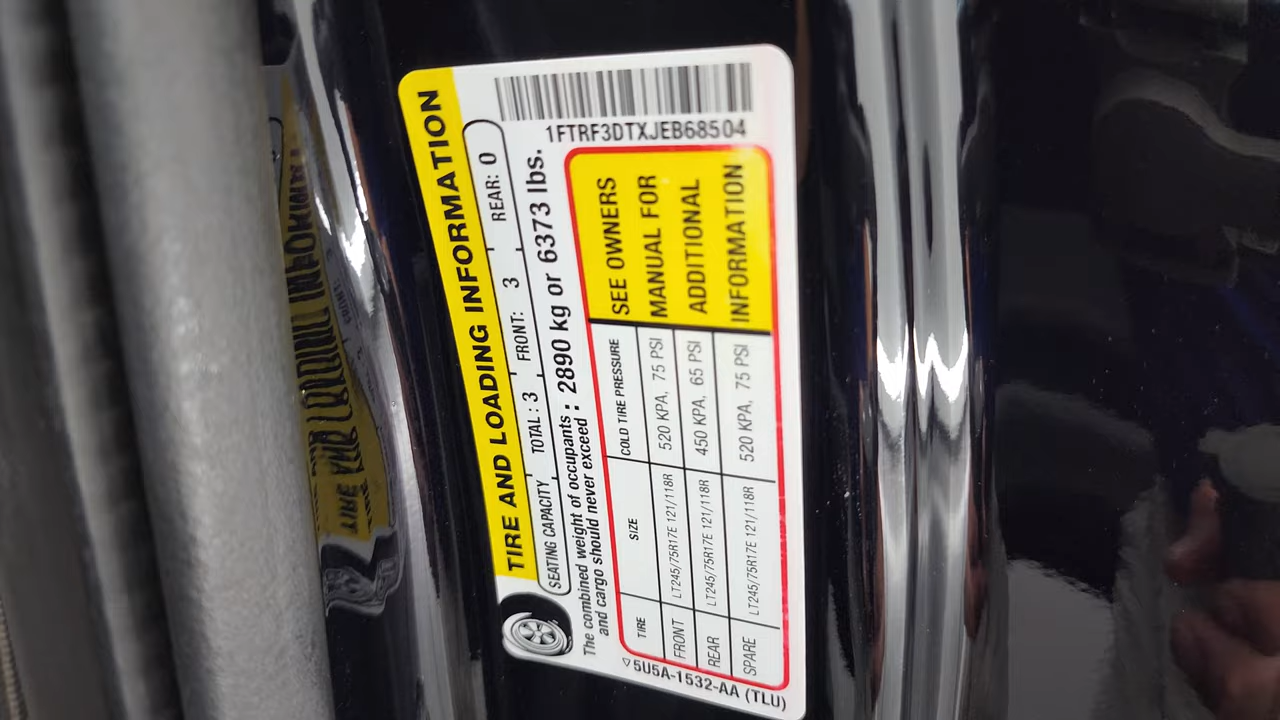 TIRE AND LOADING INFORMATION
SEATING CAPACITY TOTAL : 3 FRONT: 3 REAR: 0
The combined weight of occupants and cargo should never exceed : 2890 kg or 6373 lbs.
1FTRF3DTXJEB68504
TIRE SIZE COLD TIRE PRESSURE
FRONT LT245/75R17E 121/118R 520 KPA, 75 PSI
REAR LT245/75R17E 121/118R 450 KPA, 65 PSI
SPARE LT245/75R17E 121/118R 520 KPA, 75 PSI
SEE OWNERS
MANUAL FOR
ADDITIONAL
INFORMATION
5U5A-1532-AA (TLU)